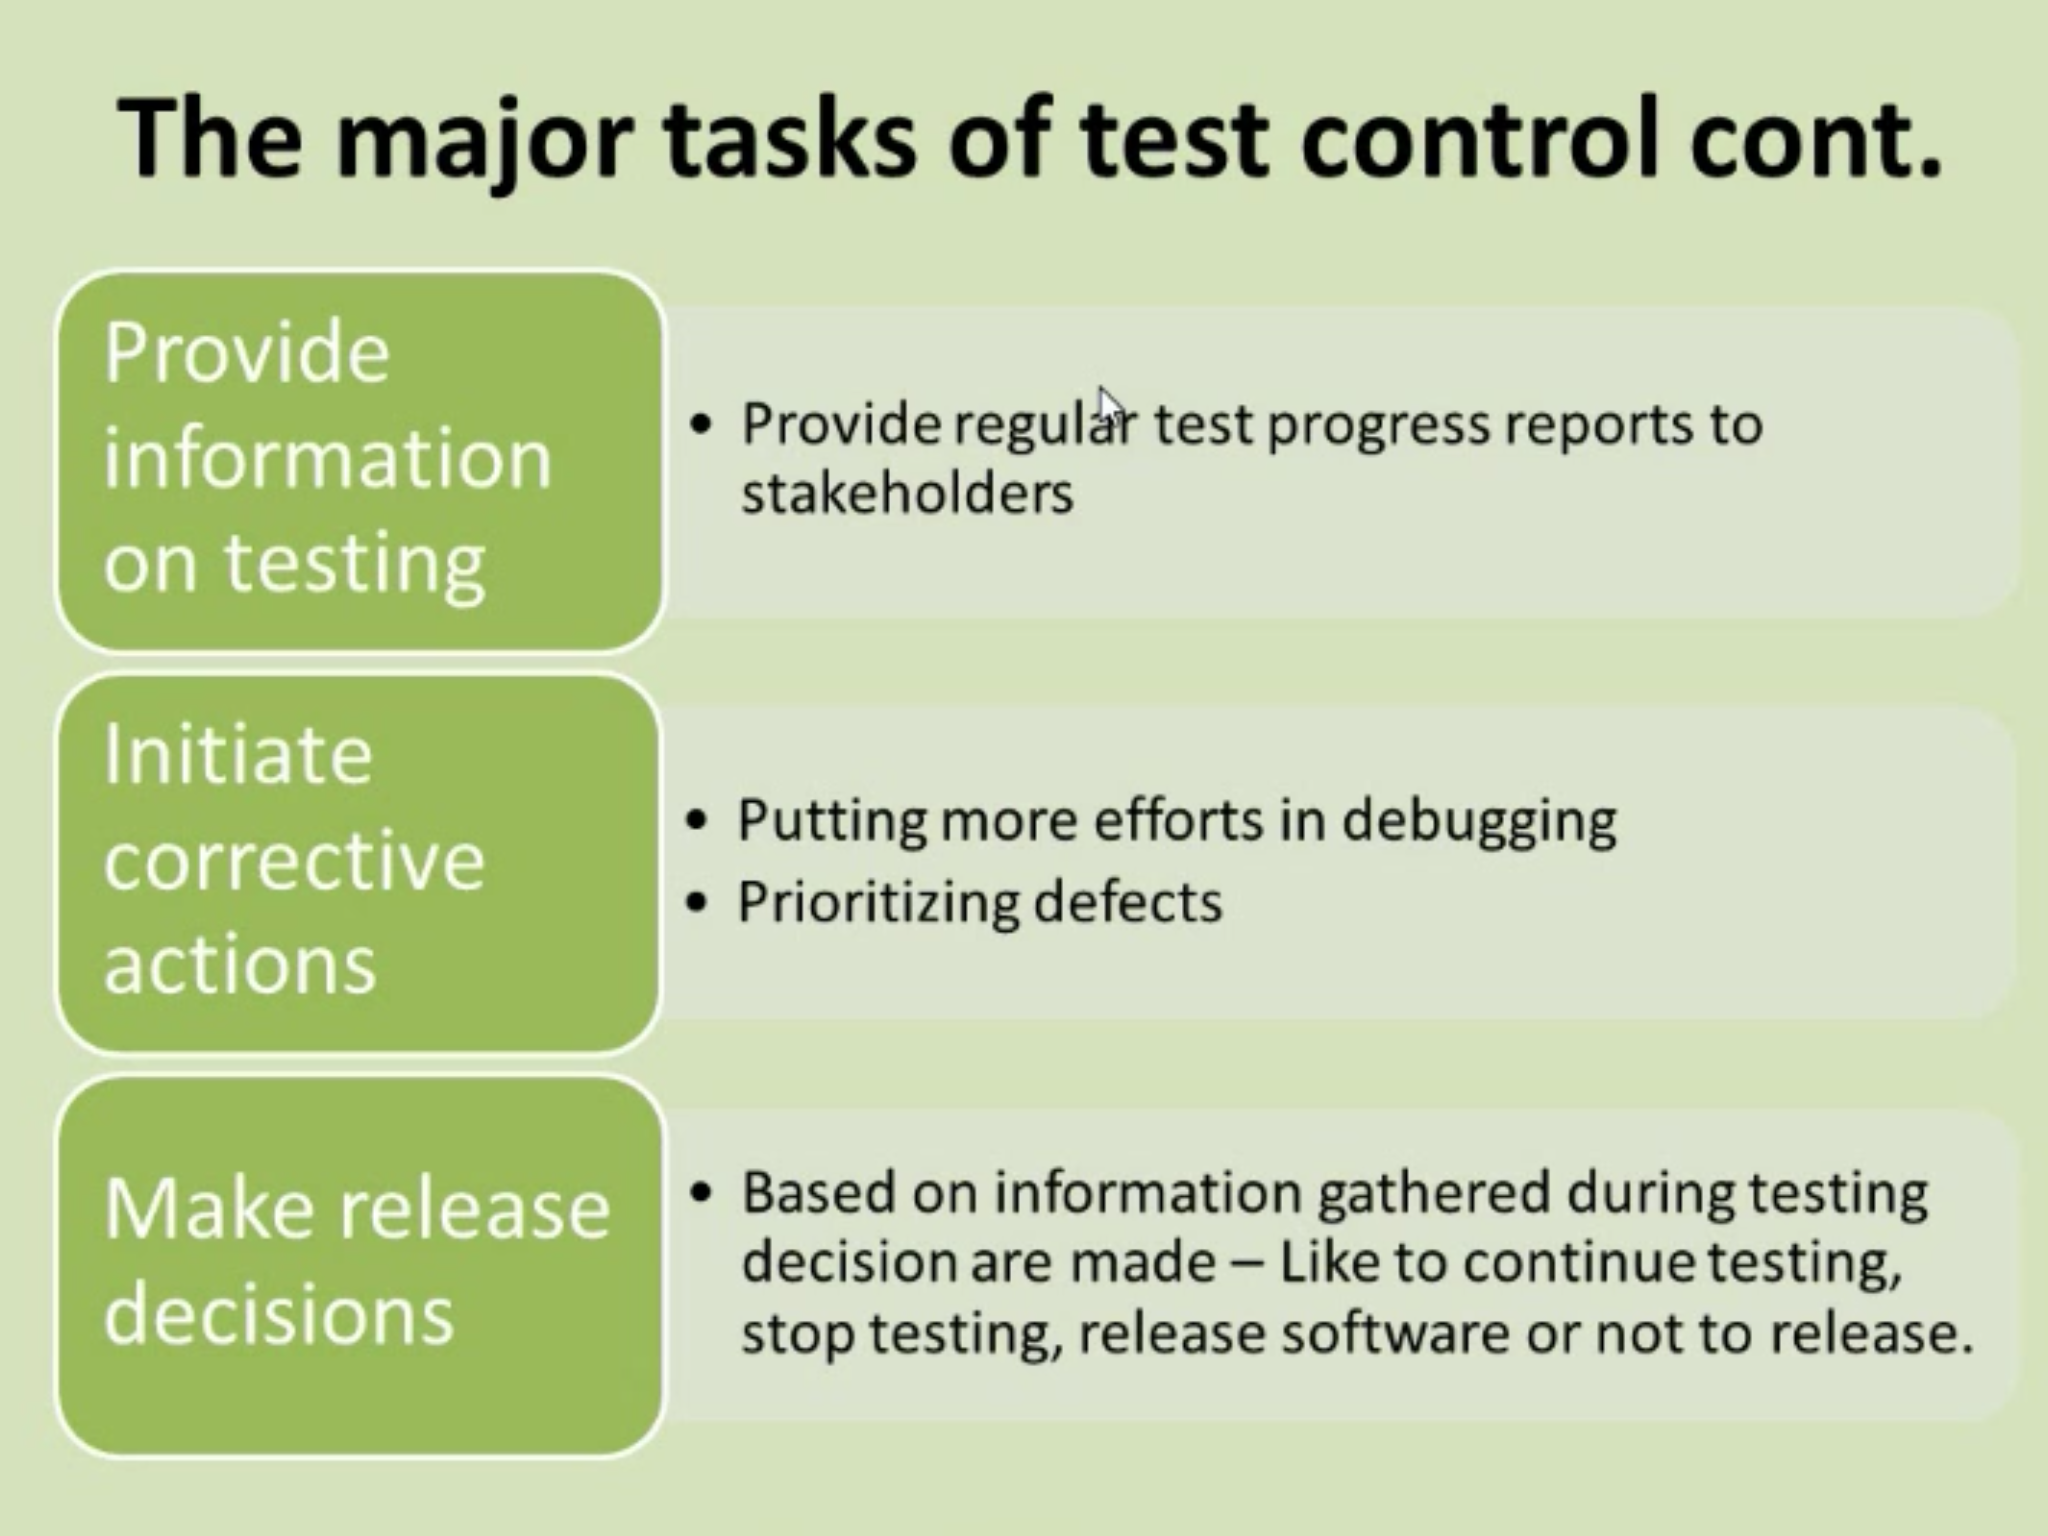 The major tasks of test control cont.
Provide
information
on testing
• Provide regular test progress reports to
stakeholders
Initiate
corrective
actions
• Putting more efforts in debugging
• Prioritizing defects
Make release
decisions
• Based on information gathered during testing
decision are made – Like to continue testing,
stop testing, release software or not to release.